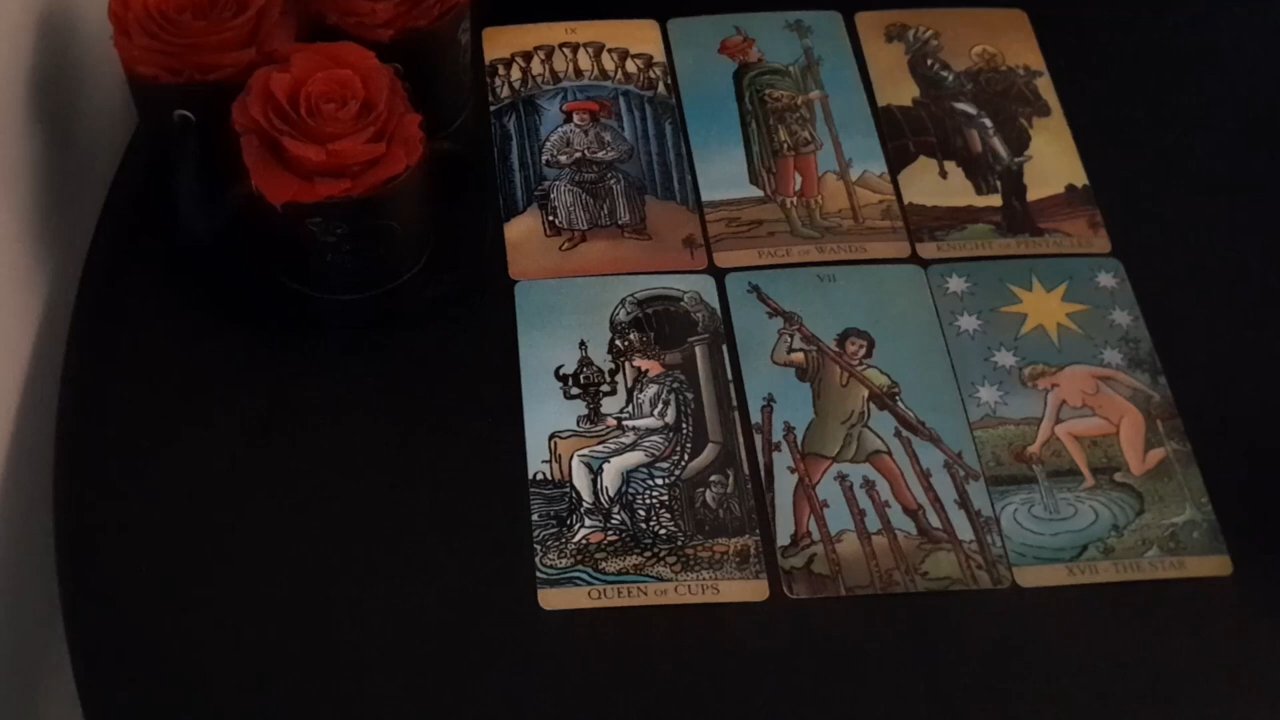 IX
PAGE OF WANDS
KNIGHT OF PENTACLES
QUEEN OF CUPS
VII
XVII - THE STAR